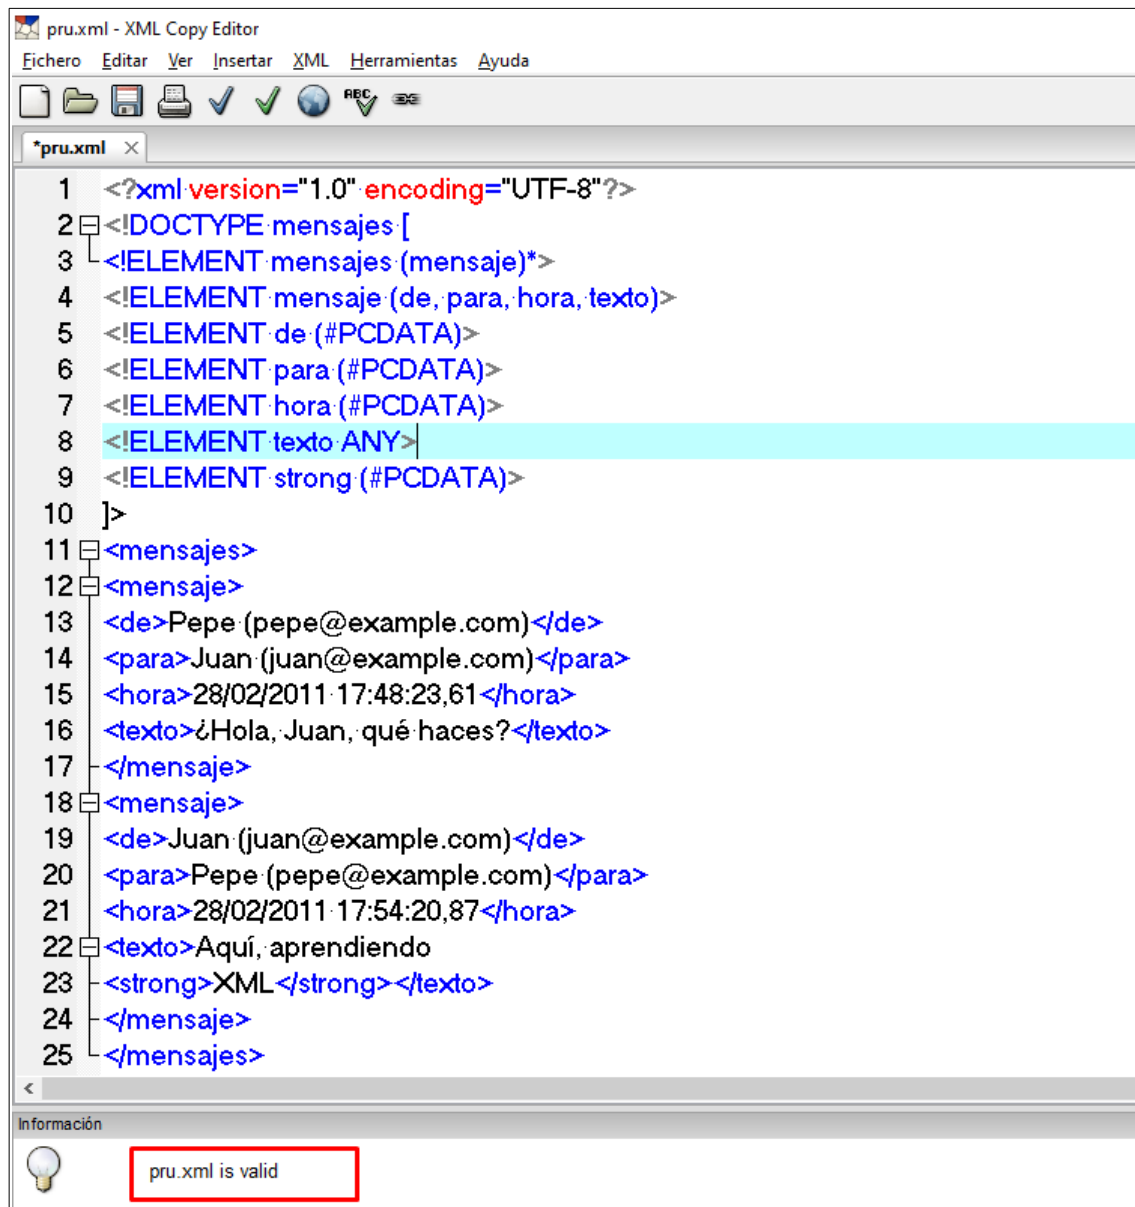 pru.xml - XML Copy Editor
Fichero Editar Ver Insertar XML Herramientas Ayuda
ABC
*pru.xml
1 <?xml version="1.0" encoding="UTF-8"?>
2 <!DOCTYPE mensajes [
3 <!ELEMENT mensajes (mensaje)*>
4 <!ELEMENT mensaje (de, para, hora, texto)>
5 <!ELEMENT de (#PCDATA)>
6 <!ELEMENT para (#PCDATA)>
7 <!ELEMENT hora (#PCDATA)>
8 <!ELEMENT texto ANY>
9 <!ELEMENT strong (#PCDATA)>
10 ]>
11 <mensajes>
12 <mensaje>
13 <de>Pepe (pepe@example.com)</de>
14 <para>Juan (juan@example.com)</para>
15 <hora>28/02/2011 17:48:23,61</hora>
16 <texto>¿Hola, Juan, qué haces?</texto>
17 </mensaje>
18 <mensaje>
19 <de>Juan (juan@example.com)</de>
20 <para>Pepe (pepe@example.com)</para>
21 <hora>28/02/2011 17:54:20,87</hora>
22 <texto>Aquí, aprendiendo
23 <strong>XML</strong></texto>
24 </mensaje>
25 </mensajes>
Información
pru.xml is valid